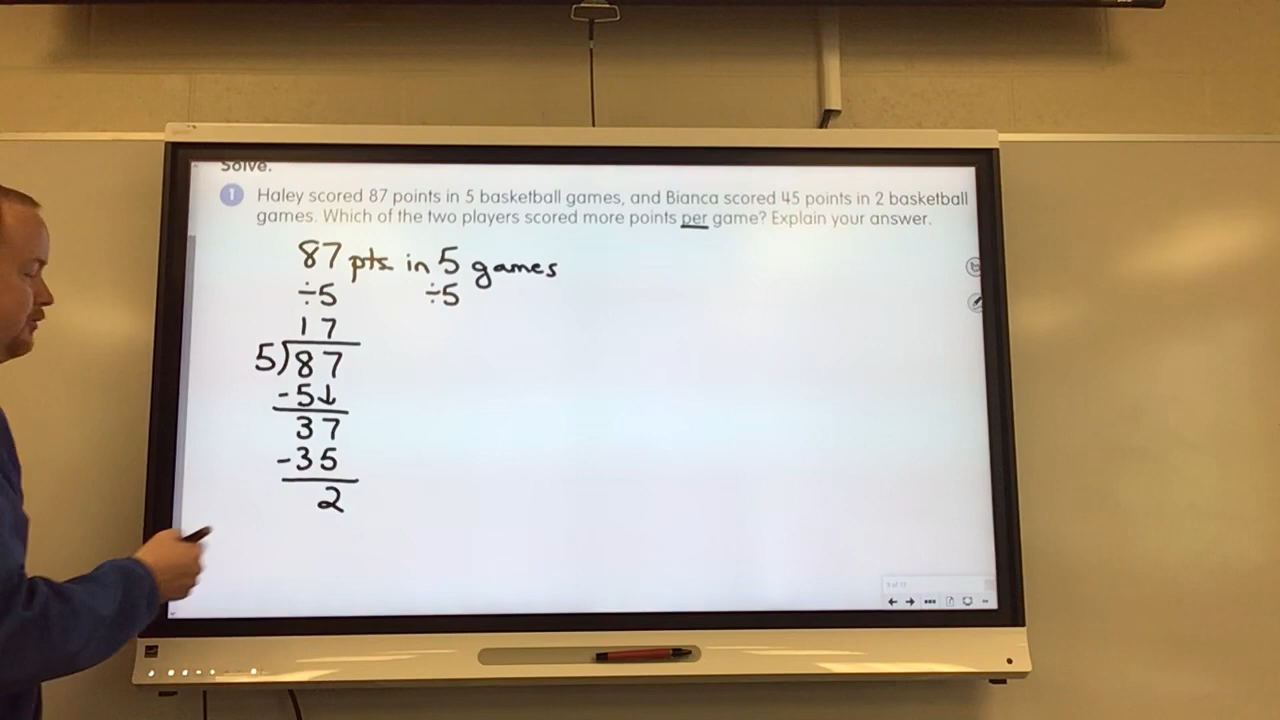 Solve.
1 Haley scored 87 points in 5 basketball games, and Bianca scored 45 points in 2 basketball
games. Which of the two players scored more points per game? Explain your answer.
87 pts in 5 games
÷5 ÷5
17
5)87
-5↓
37
-35
2